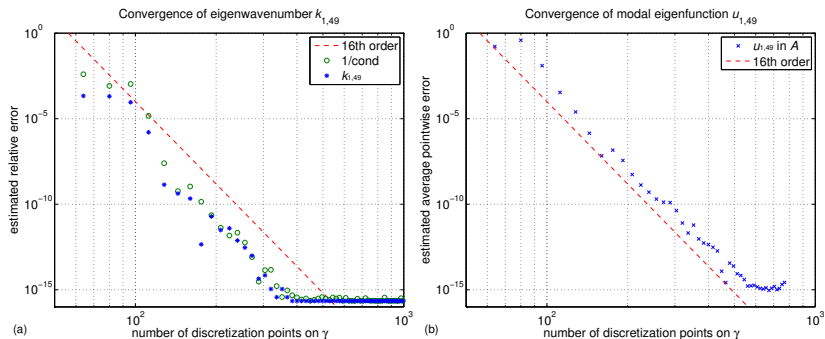 Convergence of eigenwavenumber k1,49
10^0
10^-5
10^-10
10^-15
estimated relative error
16th order
1/cond
k1,49
10^2
10^3
(a)
number of discretization points on γ
Convergence of modal eigenfunction u1,49
10^0
10^-5
10^-10
10^-15
estimated average pointwise error
u1,49 in A
16th order
10^2
10^3
(b)
number of discretization points on γ